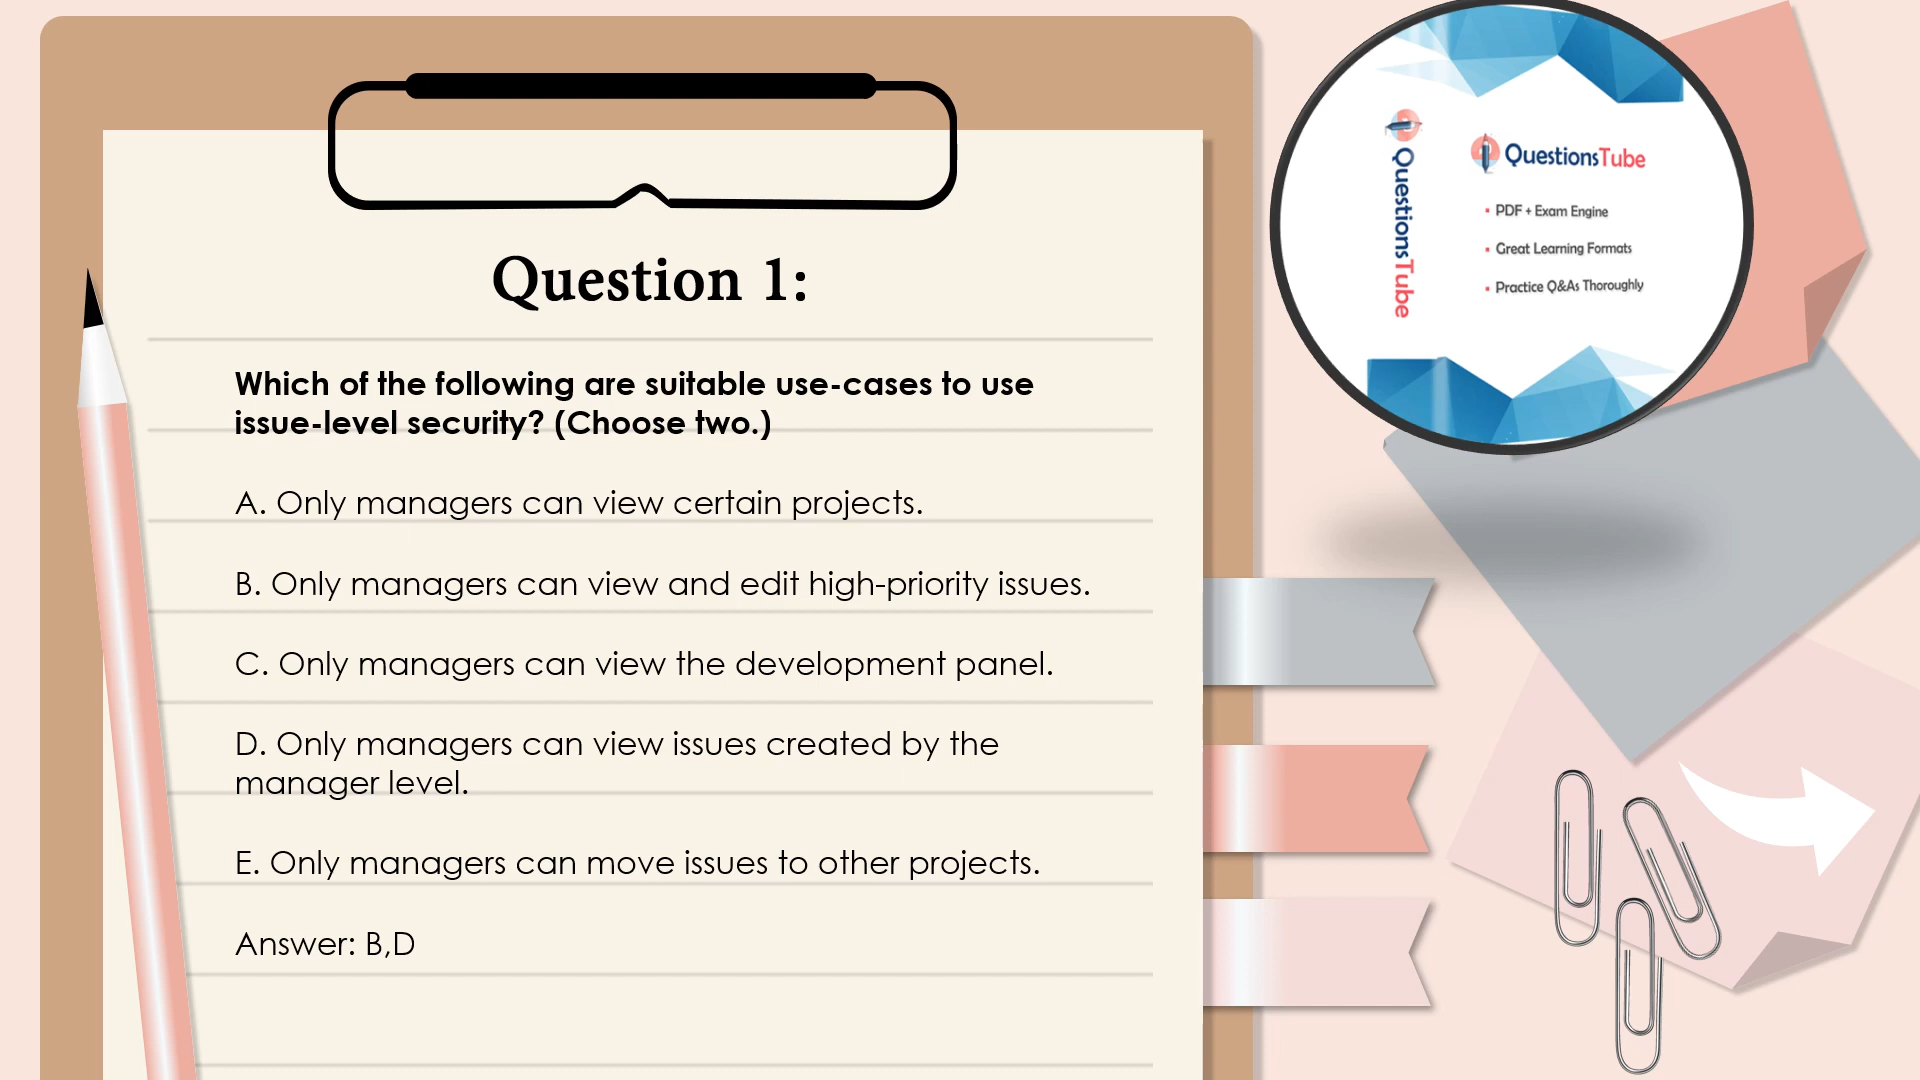 Question 1:
Which of the following are suitable use-cases to use
issue-level security? (Choose two.)
A. Only managers can view certain projects.
B. Only managers can view and edit high-priority issues.
C. Only managers can view the development panel.
D. Only managers can view issues created by the
manager level.
E. Only managers can move issues to other projects.
Answer: B,D
QuestionsTube
QuestionsTube
▪ PDF + Exam Engine
▪ Great Learning Formats
▪ Practice Q&As Thoroughly